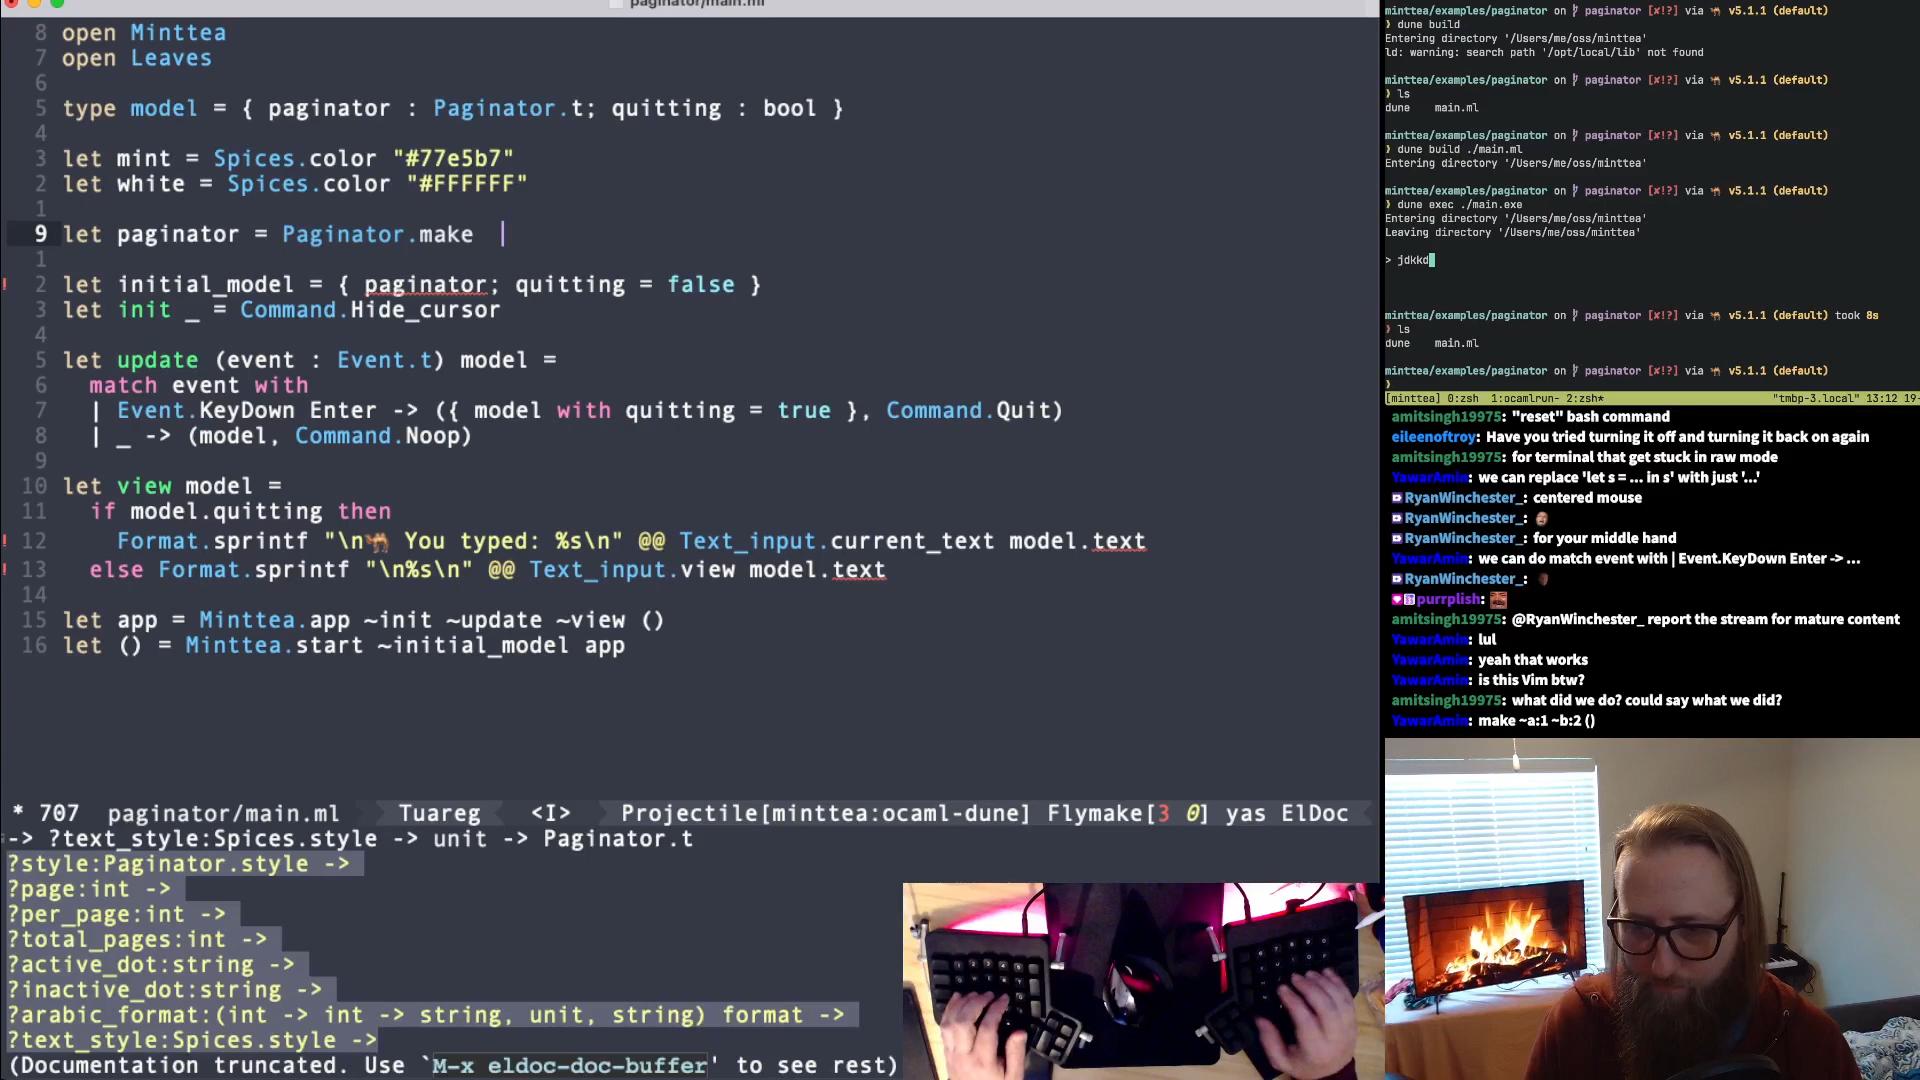 paginator/main.ml
8 open Minttea
7 open Leaves
6
5 type model = { paginator : Paginator.t; quitting : bool }
4
3 let mint = Spices.color "#77e5b7"
2 let white = Spices.color "#FFFFFF"
1
9 let paginator = Paginator.make
1
! 2 let initial_model = { paginator; quitting = false }
3 let init _ = Command.Hide_cursor
4
5 let update (event : Event.t) model =
6 match event with
7 | Event.KeyDown Enter -> ({ model with quitting = true }, Command.Quit)
8 | _ -> (model, Command.Noop)
9
10 let view model =
11 if model.quitting then
! 12 Format.sprintf "\n🐪 You typed: %s\n" @@ Text_input.current_text model.text
! 13 else Format.sprintf "\n%s\n" @@ Text_input.view model.text
14
15 let app = Minttea.app ~init ~update ~view ()
16 let () = Minttea.start ~initial_model app
* 707 paginator/main.ml Tuareg <I> Projectile[minttea:ocaml-dune] Flymake[3 0] yas ElDoc
-> ?text_style:Spices.style -> unit -> Paginator.t
?style:Paginator.style ->
?page:int ->
?per_page:int ->
?total_pages:int ->
?active_dot:string ->
?inactive_dot:string ->
?arabic_format:(int -> int -> string, unit, string) format ->
?text_style:Spices.style ->
(Documentation truncated. Use `M-x eldoc-doc-buffer' to see rest)
minttea/examples/paginator on paginator [✘!?] via 🐫 v5.1.1 (default)
❯ dune build
Entering directory '/Users/me/oss/minttea'
ld: warning: search path '/opt/local/lib' not found
minttea/examples/paginator on paginator [✘!?] via 🐫 v5.1.1 (default)
❯ ls
dune main.ml
minttea/examples/paginator on paginator [✘!?] via 🐫 v5.1.1 (default)
❯ dune build ./main.ml
Entering directory '/Users/me/oss/minttea'
minttea/examples/paginator on paginator [✘!?] via 🐫 v5.1.1 (default)
❯ dune exec ./main.exe
Entering directory '/Users/me/oss/minttea'
Leaving directory '/Users/me/oss/minttea'
> jdkkd
minttea/examples/paginator on paginator [✘!?] via 🐫 v5.1.1 (default) took 8s
❯ ls
dune main.ml
minttea/examples/paginator on paginator [✘!?] via 🐫 v5.1.1 (default)
❯
[minttea] 0:zsh 1:ocamlrun- 2:zsh* "tmbp-3.local" 13:12 19-
amitsingh19975: "reset" bash command
eileenoftroy: Have you tried turning it off and turning it back on again
amitsingh19975: for terminal that get stuck in raw mode
YawarAmin: we can replace 'let s = ... in s' with just '...'
RyanWinchester_: centered mouse
RyanWinchester_:
RyanWinchester_: for your middle hand
YawarAmin: we can do match event with | Event.KeyDown Enter -> ...
RyanWinchester_:
purrplish:
amitsingh19975: @RyanWinchester_ report the stream for mature content
YawarAmin: lul
YawarAmin: yeah that works
YawarAmin: is this Vim btw?
amitsingh19975: what did we do? could say what we did?
YawarAmin: make ~a:1 ~b:2 ()